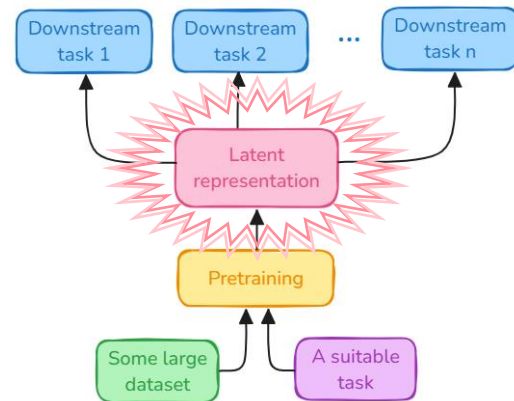 Downstream
task 1
Downstream
task 2
...
Downstream
task n
Latent
representation
Pretraining
Some large
dataset
A suitable
task